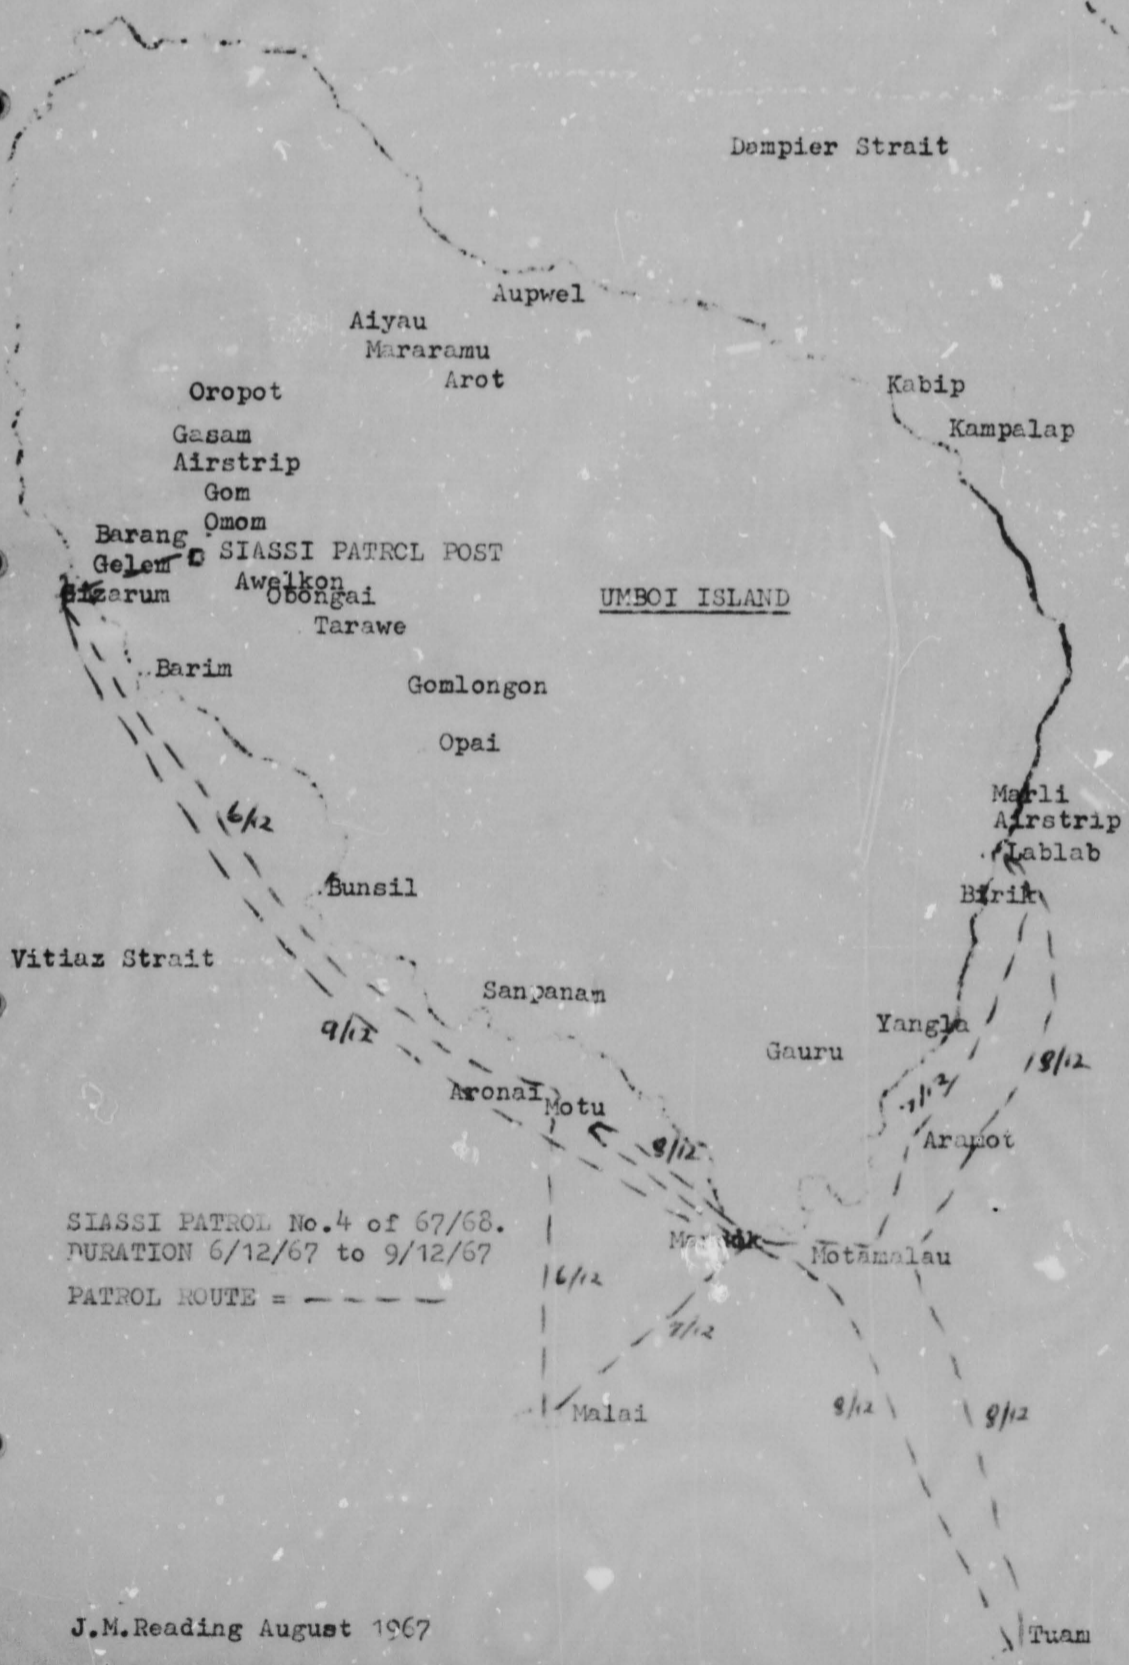 Dampier Strait
Aupwel
Aiyau
Mararamu
Arot
Kabip
Oropot
Kampalap
Gasam
Airstrip
Gom
Omom
Barang
SIASSI PATROL POST
Gelem
Awelkon
Obongai
UMBOI ISLAND
Tarawe
Barim
Gomlongon
Opai
Marli
Airstrip
6/12
Lablab
Bunsil
Birik
Vitiaz Strait
Sanpanam
Yangla
9/12
Gauru
8/12
Aronai
7/12
Motu
Aramot
8/12
SIASSI PATROL No.4 of 67/68.
Mandok
DURATION 6/12/67 to 9/12/67
Motamalau
6/12
PATROL ROUTE = - - - -
7/12
Malai
8/12
8/12
J.M.Reading August 1967
Tuam